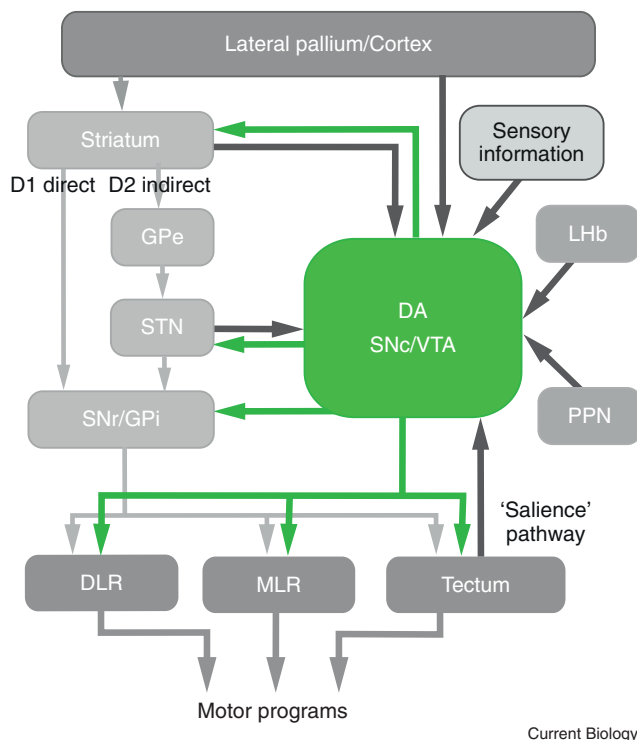 Lateral pallium/Cortex
Striatum
Sensory
information
D1 direct
D2 indirect
GPe
LHb
DA
SNc/VTA
STN
SNr/GPi
PPN
‘Salience’
pathway
DLR
MLR
Tectum
Motor programs
Current Biology